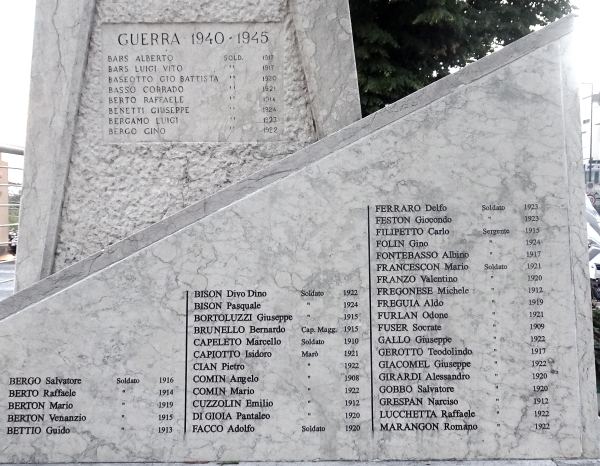 GUERRA 1940-1945
BARS ALBERTO SOLD. 1917
BARS LUIGI VITO " 1917
BASEOTTO GIO BATTISTA " 1920
BASSO CORRADO " 1921
BERTO RAFFAELE " 1914
BENETTI GIUSEPPE " 1924
BERGAMO LUIGI " 1923
BERGO GINO " 1922
BERGO Salvatore Soldato 1916
BERTO Raffaele " 1914
BERTON Mario " 1919
BERTON Venanzio " 1915
BETTIO Guido " 1913
BISON Divo Dino Soldato 1922
BISON Pasquale " 1924
BORTOLUZZI Giuseppe " 1915
BRUNELLO Bernardo Cap. Magg. 1915
CAPELETO Marcello Soldato 1910
CAPIOTTO Isidoro Marò 1921
CIAN Pietro " 1922
COMIN Angelo " 1908
COMIN Mario " 1922
CUZZOLIN Emilio " 1912
DI GIOIA Pantaleo " 1920
FACCO Adolfo Soldato 1920
FERRARO Delfo Soldato 1923
FESTON Giocondo " 1923
FILIPETTO Carlo Sergente 1915
FOLIN Gino " 1924
FONTEBASSO Albino " 1917
FRANCESCON Mario Soldato 1921
FRANZO Valentino " 1920
FREGONESE Michele " 1912
FREGUIA Aldo " 1919
FURLAN Odone " 1921
FUSER Socrate " 1909
GALLO Giuseppe " 1922
GEROTTO Teodolindo " 1917
GIACOMEL Giuseppe " 1922
GIRARDI Alessandro " 1920
GOBBO Salvatore " 1920
GRESPAN Narciso " 1912
LUCCHETTA Raffaele " 1922
MARANGON Romano " 1922